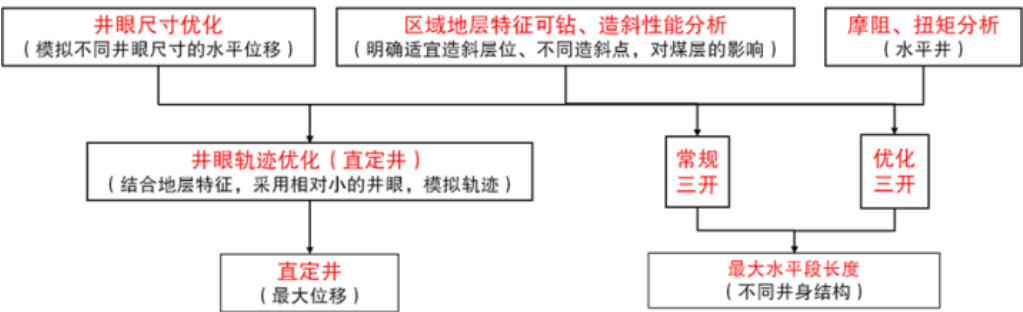 井眼尺寸优化
（模拟不同井眼尺寸的水平位移）
区域地层特征可钻、造斜性能分析
（明确适宜造斜层位、不同造斜点，对煤层的影响）
摩阻、扭矩分析
（水平井）
井眼轨迹优化（直定井）
（结合地层特征，采用相对小的井眼，模拟轨迹）
常规
三开
优化
三开
直定井
（最大位移）
最大水平段长度
（不同井身结构）